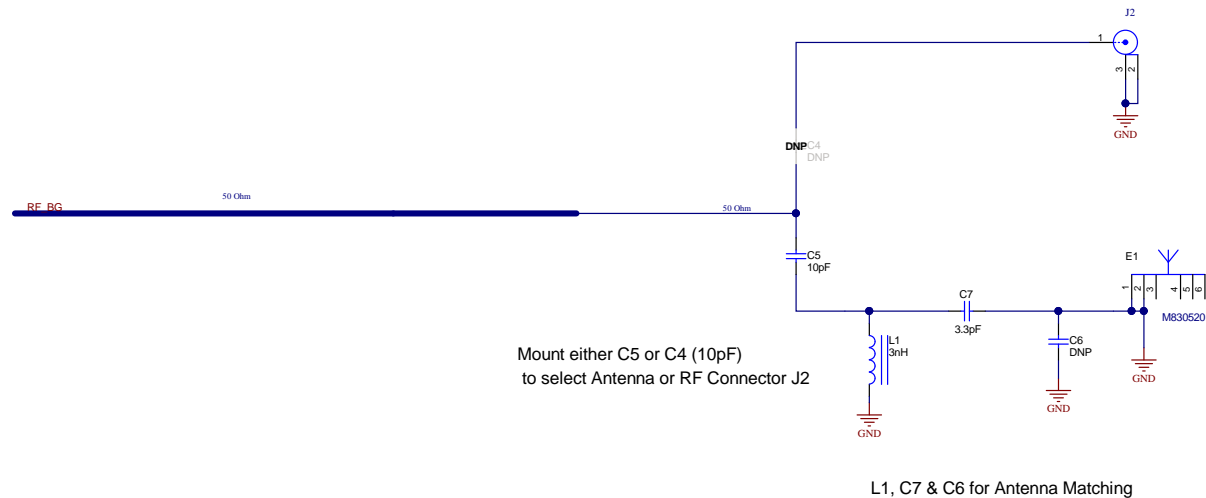 J2
1
3
2
GND
DNP C4
DNP
RF_BG
50 Ohm
50 Ohm
C5
10pF
E1
1
2
3
4
5
6
M830520
C7
3.3pF
L1
3nH
C6
DNP
GND
GND
GND
Mount either C5 or C4 (10pF)
to select Antenna or RF Connector J2
L1, C7 & C6 for Antenna Matching